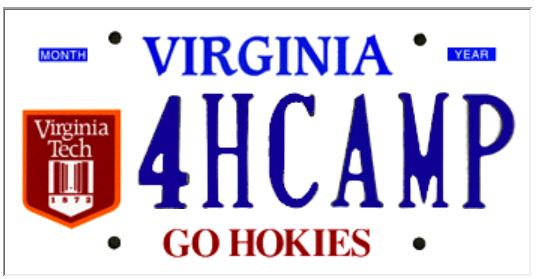 VIRGINIA
MONTH
YEAR
4HCAMP
Virginia
Tech
1872
GO HOKIES